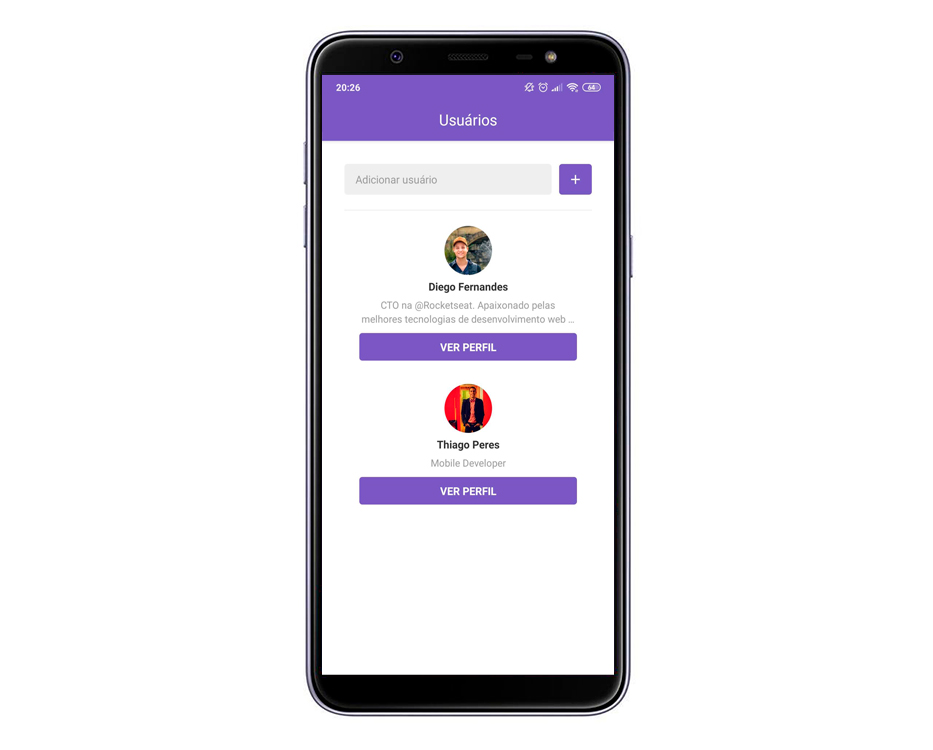 20:26
64
Usuários
Adicionar usuário
+
Diego Fernandes
CTO na @Rocketseat. Apaixonado pelas
melhores tecnologias de desenvolvimento web ...
VER PERFIL
Thiago Peres
Mobile Developer
VER PERFIL